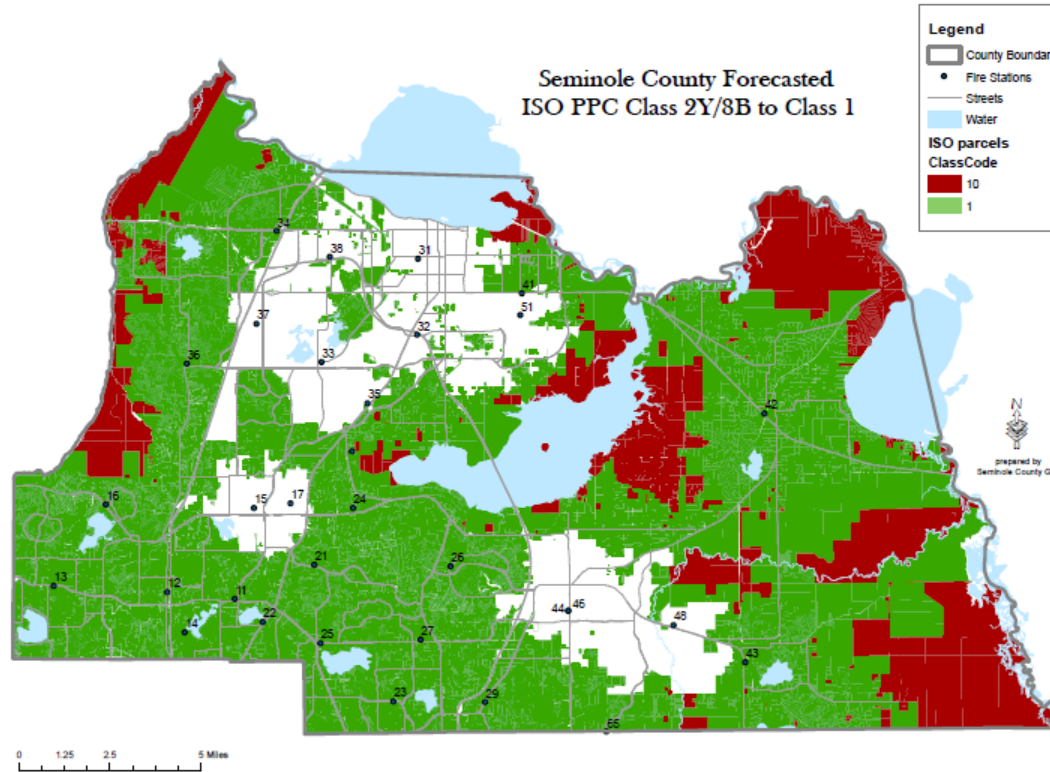 Seminole County Forecasted
ISO PPC Class 2Y/8B to Class 1
Legend
County Boundar
Fire Stations
Streets
Water
ISO parcels
ClassCode
10
1
34
38
31
41
51
37
32
33
36
35
42
N
prepared by
Seminole County G
16
15
17
24
21
26
13
12
11
44
46
48
14
22
25
27
43
23
29
65
0
1.25
2.5
5 Miles